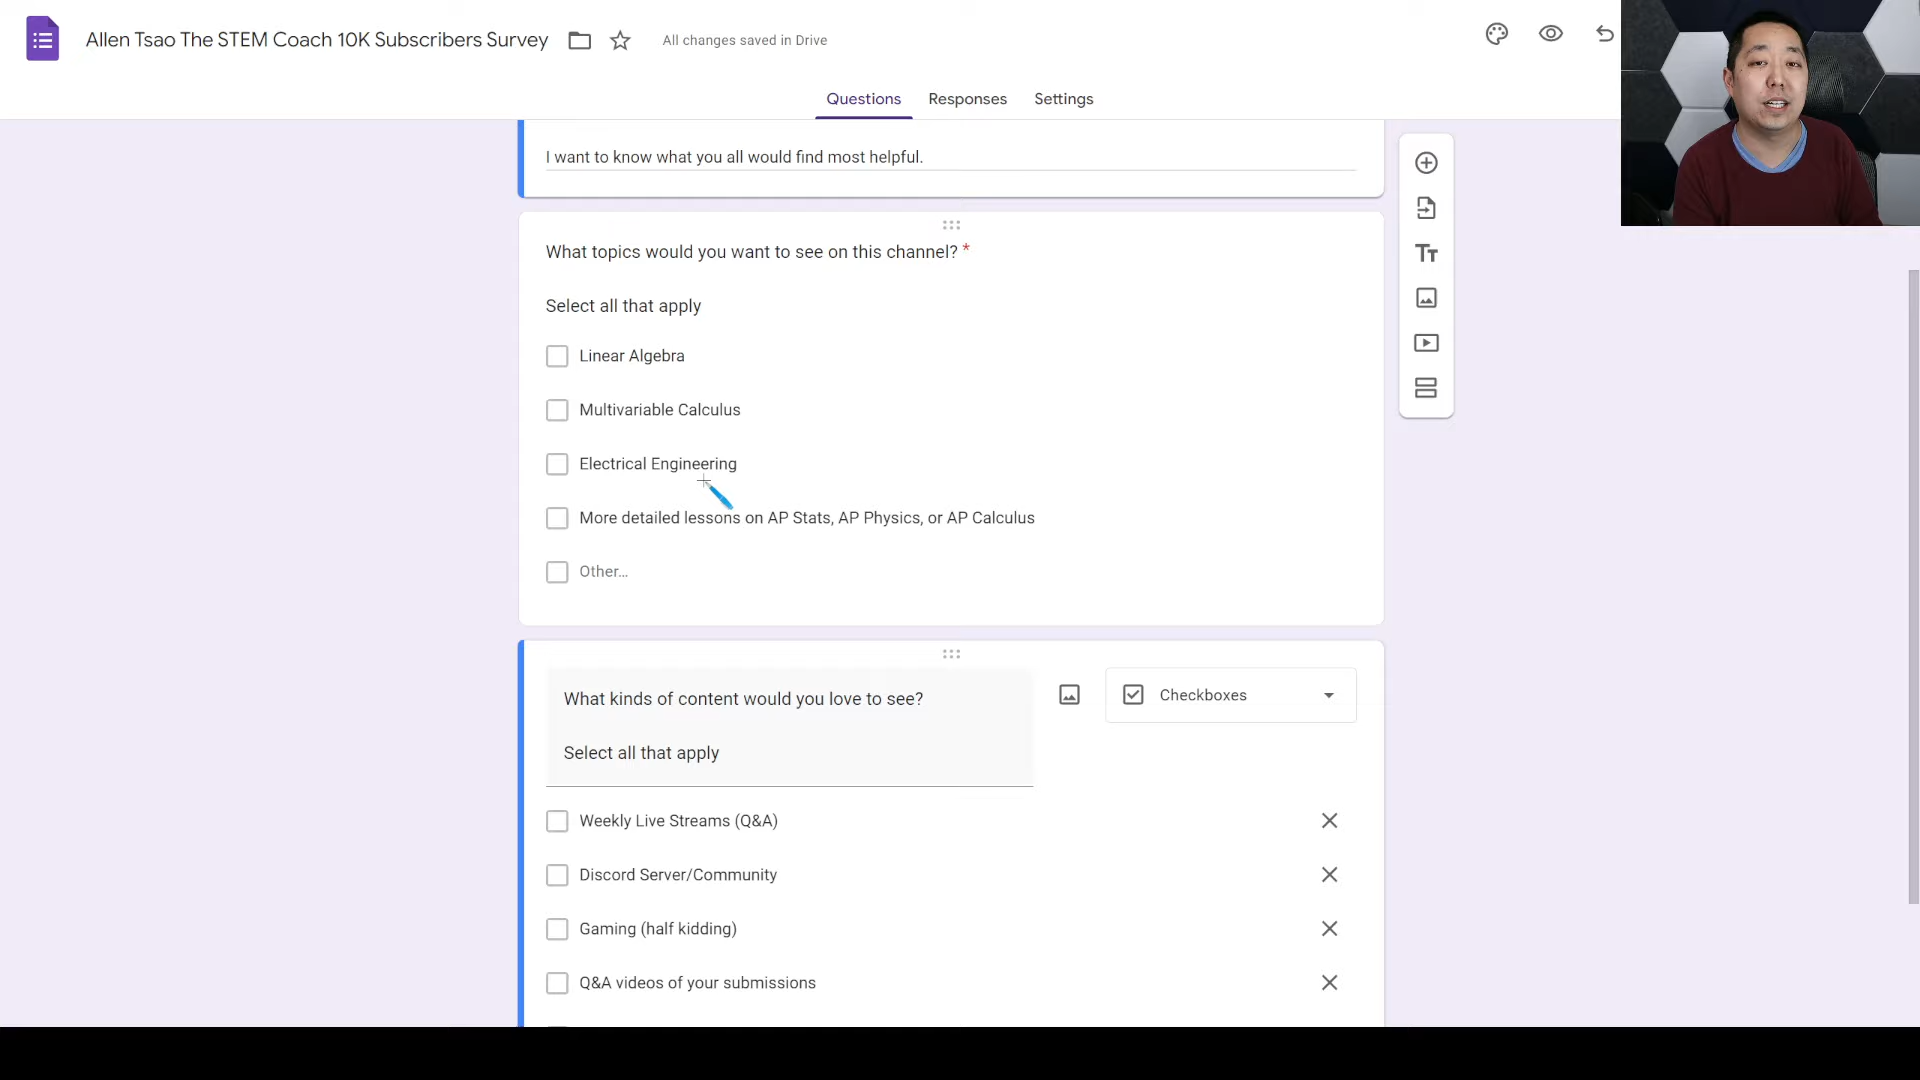 Allen Tsao The STEM Coach 10K Subscribers Survey
All changes saved in Drive
Questions
Responses
Settings
I want to know what you all would find most helpful.
What topics would you want to see on this channel? *
Select all that apply
Linear Algebra
Multivariable Calculus
Electrical Engineering
More detailed lessons on AP Stats, AP Physics, or AP Calculus
Other...
What kinds of content would you love to see?
Select all that apply
Checkboxes
Weekly Live Streams (Q&A)
Discord Server/Community
Gaming (half kidding)
Q&A videos of your submissions